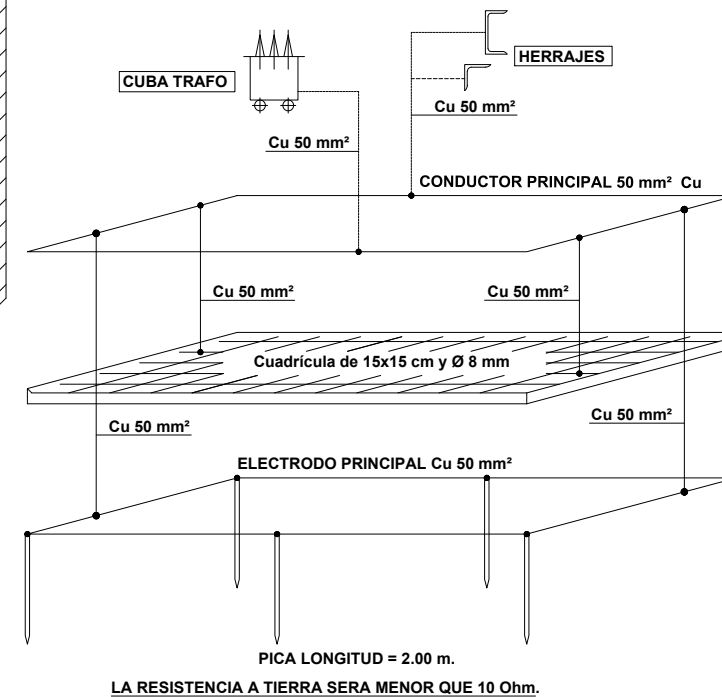 HERRAJES
CUBA TRAFO
Cu 50 mm²
Cu 50 mm²
CONDUCTOR PRINCIPAL 50 mm² Cu
Cu 50 mm²
Cu 50 mm²
Cuadrícula de 15x15 cm y Ø 8 mm
Cu 50 mm²
Cu 50 mm²
ELECTRODO PRINCIPAL Cu 50 mm²
PICA LONGITUD = 2.00 m.
LA RESISTENCIA A TIERRA SERA MENOR QUE 10 Ohm.